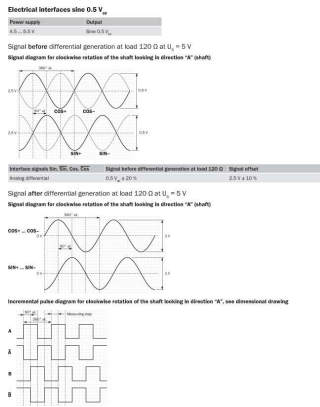 Electrical interfaces sine 0.5 Vpp
Power supply Output
4.5 ... 5.5 V Sine 0.5 Vpp
Signal before differential generation at load 120 Ω at Us = 5 V
Signal diagram for clockwise rotation of the shaft looking in direction "A" (shaft)
360° el.
2.5 V 0.5 V
90° el. COS+ COS−
2.5 V 0.5 V
SIN+ SIN−
Interface signals Sin, Sin, Cos, Cos Signal before differential generation at load 120 Ω Signal offset
Analog differential 0.5 Vpp ± 20 % 2.5 V ± 10 %
Signal after differential generation at load 120 Ω at Us = 5 V
Signal diagram for clockwise rotation of the shaft looking in direction "A" (shaft)
360° el.
COS+ ... COS−
0 V
90° el.
SIN+ ... SIN−
0 V
Incremental pulse diagram for clockwise rotation of the shaft looking in direction "A", see dimensional drawing
90° el. Measuring step
360° el.
A
A
B
B